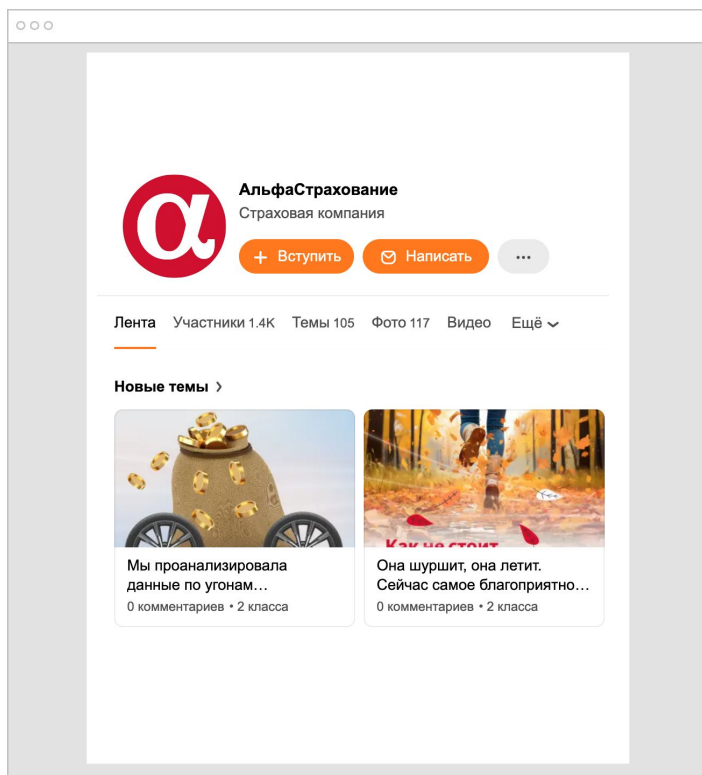 α
АльфаСтрахование
Страховая компания
+ Вступить
Написать
...
Лента Участники 1.4K Темы 105 Фото 117 Видео Ещё
Новые темы
Мы проанализировала
данные по угонам…
0 комментариев • 2 класса
Как не стоит
Она шуршит, она летит.
Сейчас самое благоприятно…
0 комментариев • 2 класса